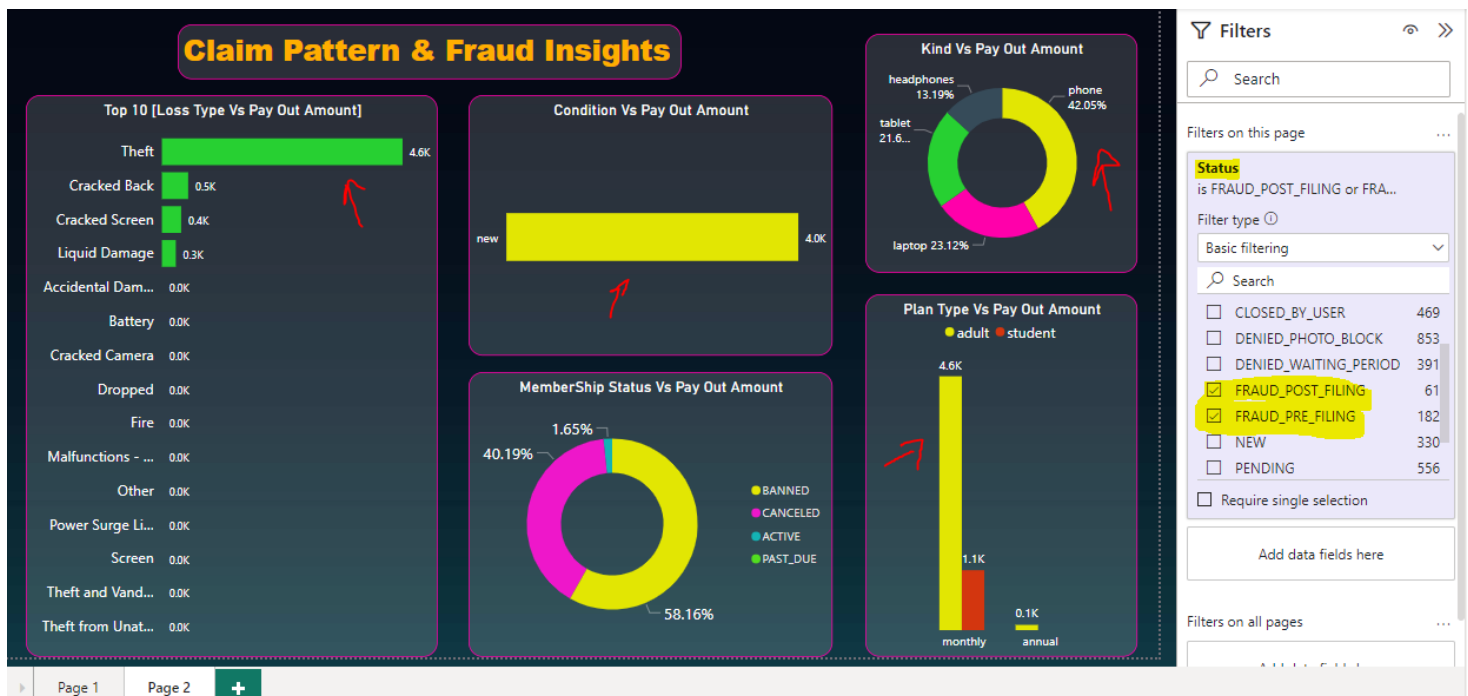 Claim Pattern & Fraud Insights
Top 10 [Loss Type Vs Pay Out Amount]
Theft 4.6K
Cracked Back 0.5K
Cracked Screen 0.4K
Liquid Damage 0.3K
Accidental Dam... 0.0K
Battery 0.0K
Cracked Camera 0.0K
Dropped 0.0K
Fire 0.0K
Malfunctions - ... 0.0K
Other 0.0K
Power Surge Li... 0.0K
Screen 0.0K
Theft and Vand... 0.0K
Theft from Unat... 0.0K
Condition Vs Pay Out Amount
new 4.0K
MemberShip Status Vs Pay Out Amount
1.65%
40.19%
58.16%
BANNED
CANCELED
ACTIVE
PAST_DUE
Kind Vs Pay Out Amount
headphones
13.19%
phone
42.05%
tablet
21.6...
laptop 23.12%
Plan Type Vs Pay Out Amount
adult student
4.6K
1.1K
0.1K
monthly annual
Filters
Search
Filters on this page
...
Status
is FRAUD_POST_FILING or FRA...
Filter type
Basic filtering
Search
CLOSED_BY_USER 469
DENIED_PHOTO_BLOCK 853
DENIED_WAITING_PERIOD 391
FRAUD_POST_FILING 61
FRAUD_PRE_FILING 182
NEW 330
PENDING 556
Require single selection
Add data fields here
Filters on all pages
...
Page 1 Page 2 +